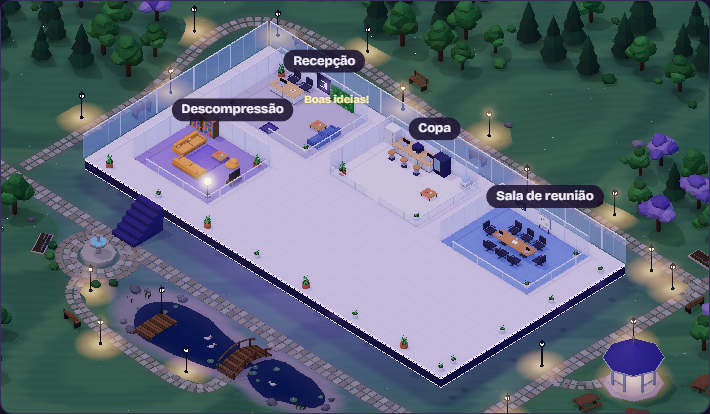 Recepção
Boas ideias!
Descompressão
Copa
Sala de reunião